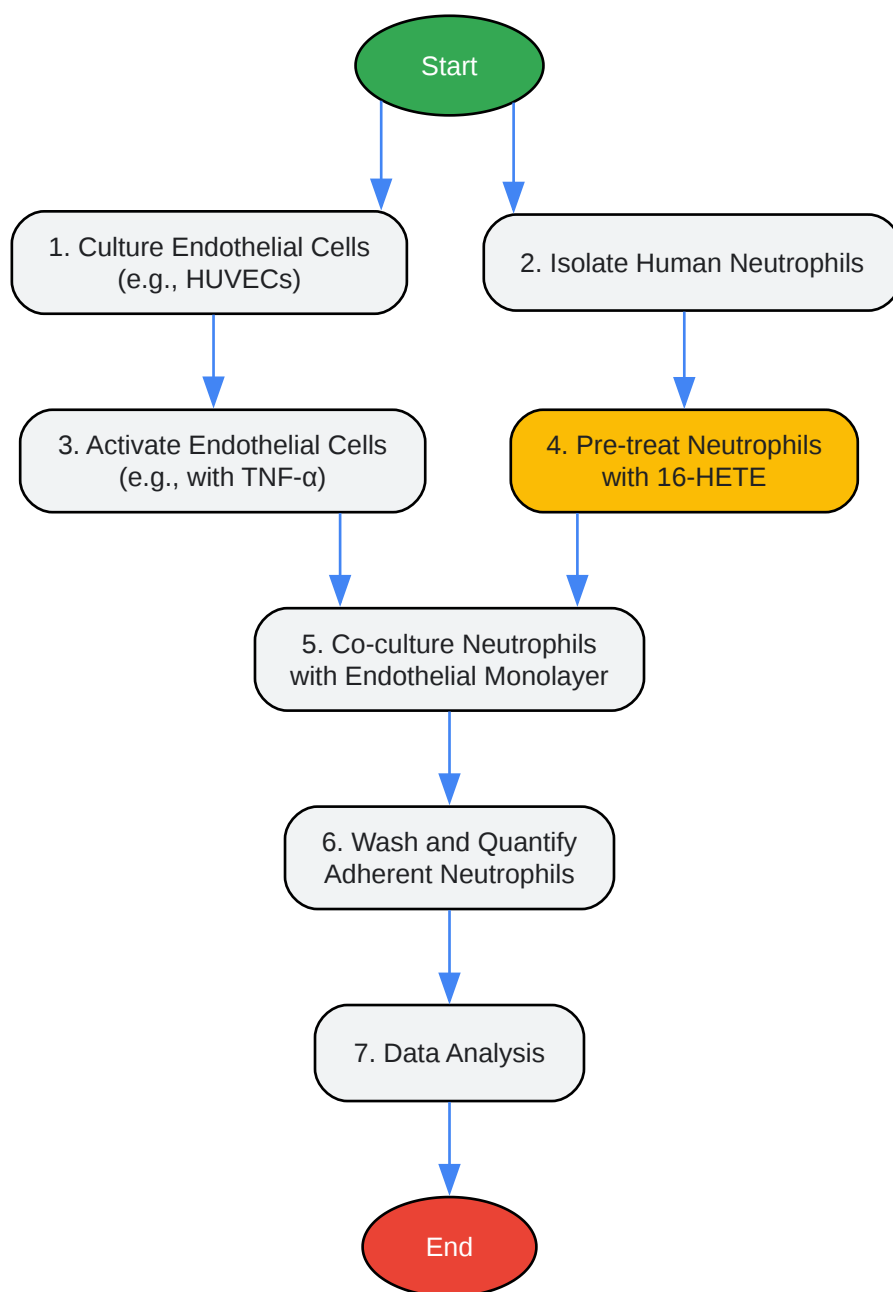 Start
1. Culture Endothelial Cells
(e.g., HUVECs)
2. Isolate Human Neutrophils
3. Activate Endothelial Cells
(e.g., with TNF-α)
4. Pre-treat Neutrophils
with 16-HETE
5. Co-culture Neutrophils
with Endothelial Monolayer
6. Wash and Quantify
Adherent Neutrophils
7. Data Analysis
End